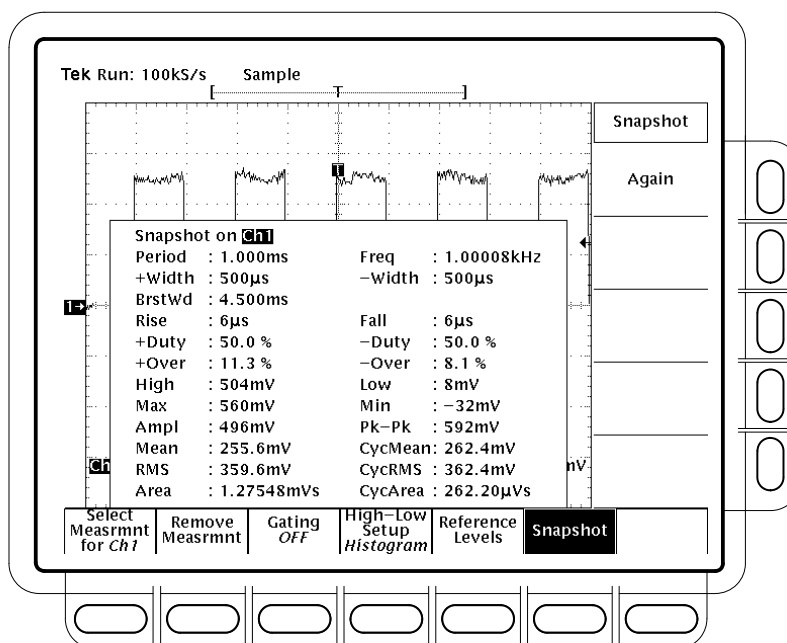 Tek Run: 100kS/s Sample
T
Snapshot
Again
T
Snapshot on Ch1
Period : 1.000ms Freq : 1.00008kHz
+Width : 500µs −Width : 500µs
BrstWd : 4.500ms
1
Rise : 6µs Fall : 6µs
+Duty : 50.0 % −Duty : 50.0 %
+Over : 11.3 % −Over : 8.1 %
High : 504mV Low : 8mV
Max : 560mV Min : −32mV
Ampl : 496mV Pk−Pk : 592mV
Mean : 255.6mV CycMean: 262.4mV
Ch
RMS : 359.6mV CycRMS : 362.4mV
mV
Area : 1.27548mVs CycArea : 262.20µVs
Select
Measrmnt
for Ch1
Remove
Measrmnt
Gating
OFF
High−Low
Setup
Histogram
Reference
Levels
Snapshot